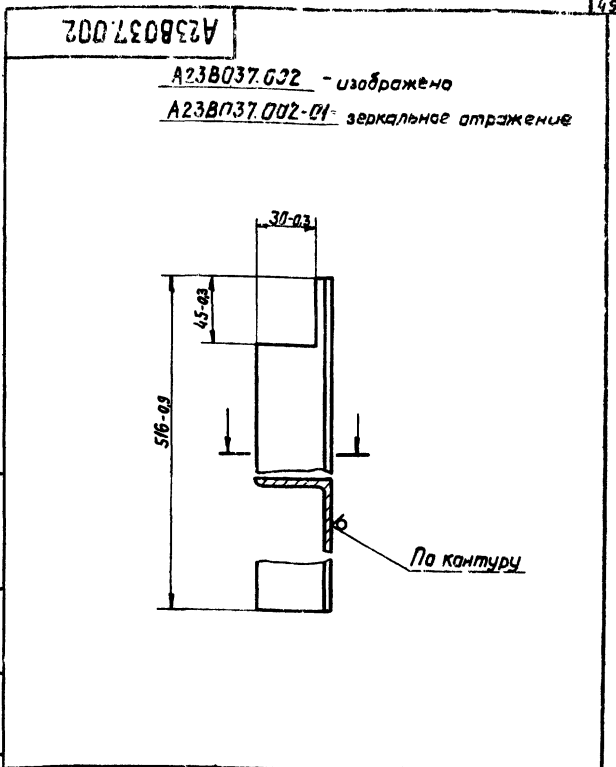 А23В037.002
А23В037.002 - изображено
А23В037.002-01- зеркальное отражение
30-0,3
45-0,3
516-0,9
По контуру